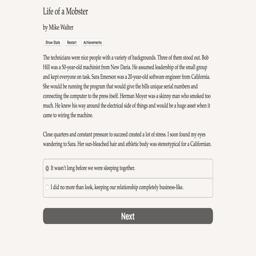 Life of a Mobster
by Mike Walter
Show Stats Restart Achievements
The technicians were nice people with a variety of backgrounds. Three of them stood out. Bob
Hill was a 50-year-old machinist from New Daria. He assumed leadership of the small group
and kept everyone on task. Sara Emerson was a 20-year-old software engineer from California.
She would be running the program that would give the bills unique serial numbers and
connecting the computer to the press itself. Herman Moyer was a skinny man who smoked too
much. He knew his way around the electrical side of things and would be a huge asset when it
came to wiring the machine.
Close quarters and constant pressure to succeed created a lot of stress. I soon found my eyes
wandering to Sara. Her sun-bleached hair and athletic body was stereotypical for a Californian.
It wasn't long before we were sleeping together.
I did no more than look, keeping our relationship completely business-like.
Next